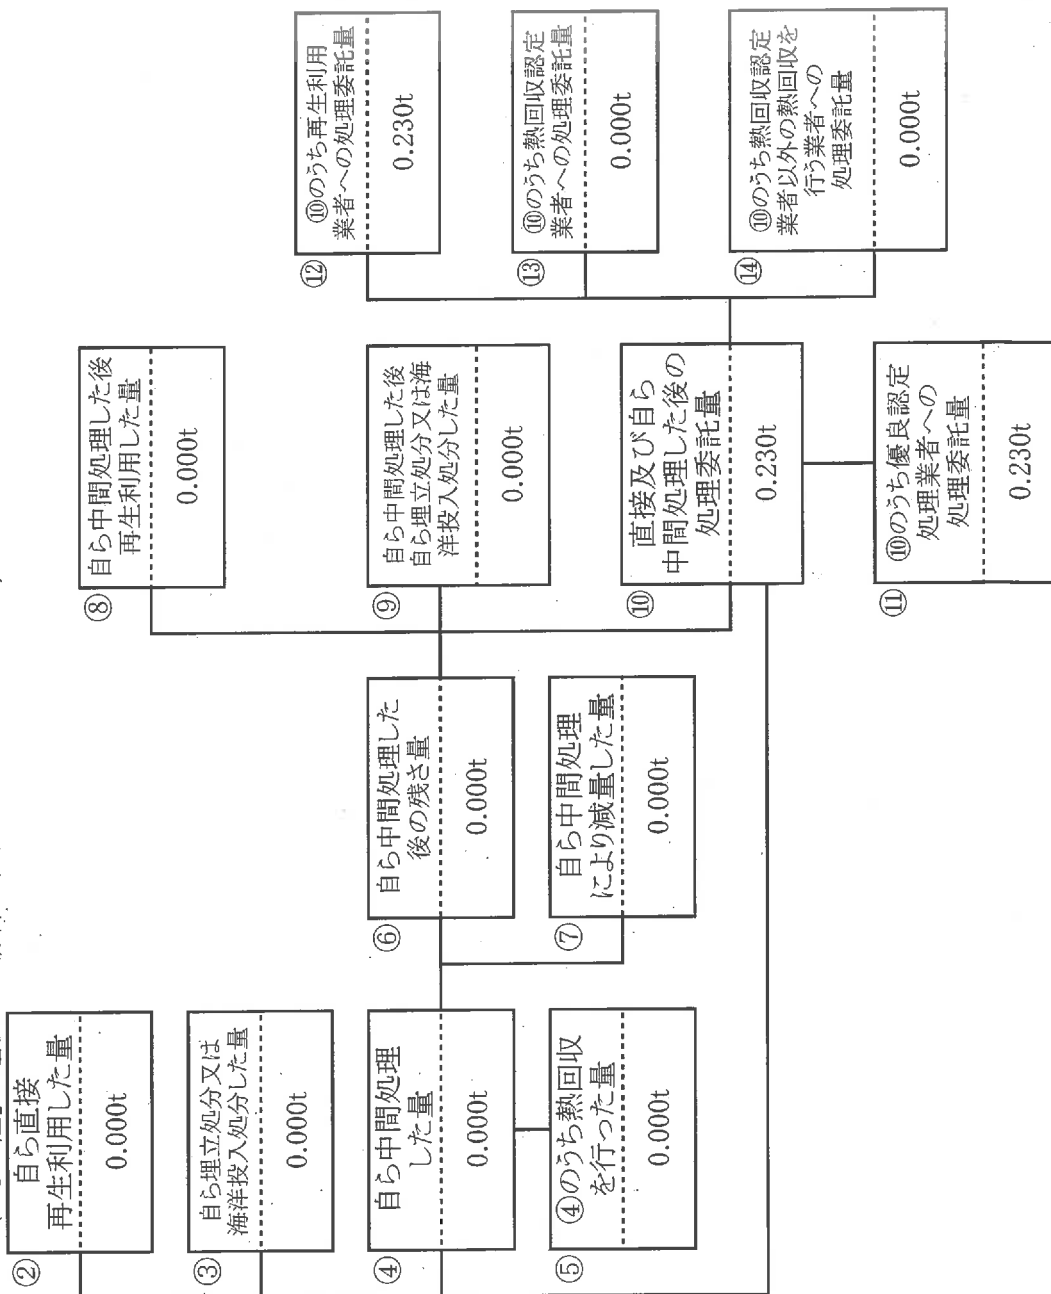 ②
自ら直接
再生利用した量
0.000t
③
自ら埋立処分又は
海洋投入処分した量
0.000t
④
自ら中間処理
した量
0.000t
⑤
④のうち熱回収
を行った量
0.000t
⑥
自ら中間処理した
後の残さ量
0.000t
⑦
自ら中間処理
により減量した量
0.000t
⑧
自ら中間処理した後
再生利用した量
0.000t
⑨
自ら中間処理した後
自ら埋立処分又は海
洋投入処分した量
0.000t
⑩
直接及び自ら
中間処理した後の
処理委託量
0.230t
⑪
⑩のうち優良認定
処理業者への
処理委託量
0.230t
⑫
⑩のうち再生利用
業者への処理委託量
0.230t
⑬
⑩のうち熱回収認定
業者への処理委託量
0.000t
⑭
⑩のうち熱回収認定
業者以外の熱回収を
行う業者への
処理委託量
0.000t